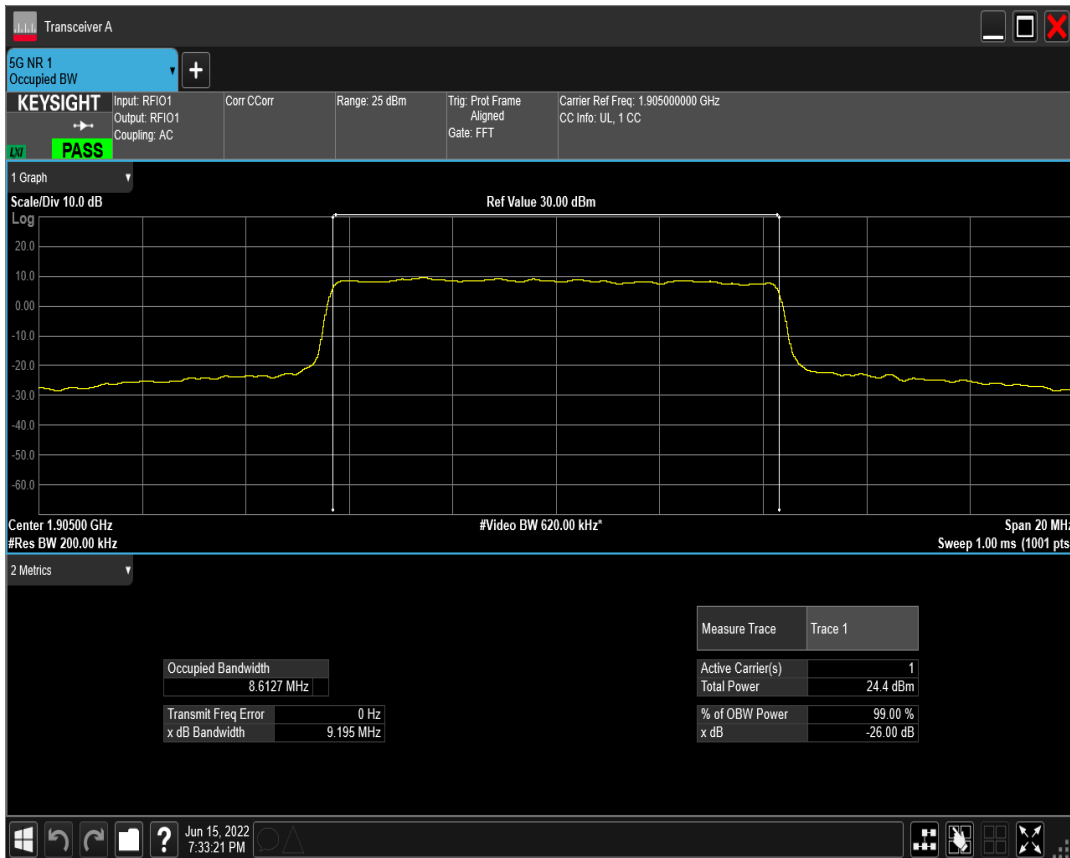 Transceiver A
5G NR 1
Occupied BW
KEYSIGHT
LXI
PASS
Input: RFIO1
Output: RFIO1
Coupling: AC
Corr CCorr
Range: 25 dBm
Trig: Prot Frame
Aligned
Gate: FFT
Carrier Ref Freq: 1.905000000 GHz
CC Info: UL, 1 CC
1 Graph
Scale/Div 10.0 dB
Ref Value 30.00 dBm
Log
20.0
10.0
0.00
-10.0
-20.0
-30.0
-40.0
-50.0
-60.0
Center 1.90500 GHz
#Video BW 620.00 kHz*
Span 20 MHz
#Res BW 200.00 kHz
Sweep 1.00 ms (1001 pts
2 Metrics
Measure Trace Trace 1
Occupied Bandwidth
8.6127 MHz
Active Carrier(s) 1
Total Power 24.4 dBm
Transmit Freq Error 0 Hz
x dB Bandwidth 9.195 MHz
% of OBW Power 99.00 %
x dB -26.00 dB
?
Jun 15, 2022
7:33:21 PM